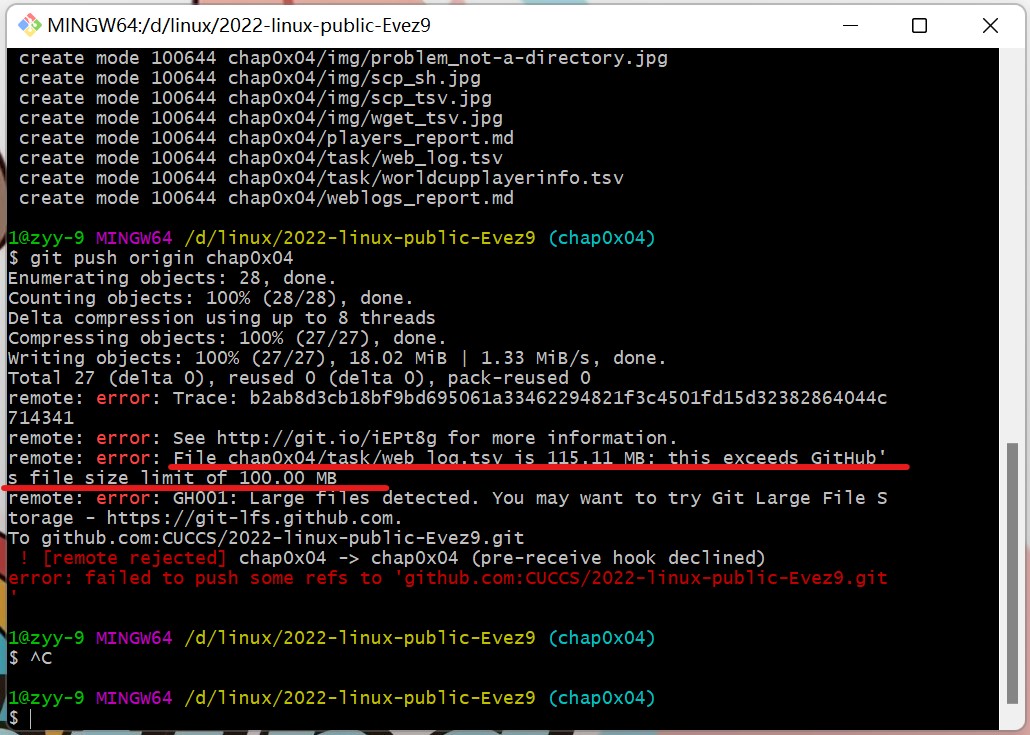 MINGW64:/d/linux/2022-linux-public-Evez9
create mode 100644 chap0x04/img/problem_not-a-directory.jpg
create mode 100644 chap0x04/img/scp_sh.jpg
create mode 100644 chap0x04/img/scp_tsv.jpg
create mode 100644 chap0x04/img/wget_tsv.jpg
create mode 100644 chap0x04/players_report.md
create mode 100644 chap0x04/task/web_log.tsv
create mode 100644 chap0x04/task/worldcupplayerinfo.tsv
create mode 100644 chap0x04/weblogs_report.md
1@zyy-9 MINGW64 /d/linux/2022-linux-public-Evez9 (chap0x04)
$ git push origin chap0x04
Enumerating objects: 28, done.
Counting objects: 100% (28/28), done.
Delta compression using up to 8 threads
Compressing objects: 100% (27/27), done.
Writing objects: 100% (27/27), 18.02 MiB | 1.33 MiB/s, done.
Total 27 (delta 0), reused 0 (delta 0), pack-reused 0
remote: error: Trace: b2ab8d3cb18bf9bd695061a33462294821f3c4501fd15d32382864044c
714341
remote: error: See http://git.io/iEPt8g for more information.
remote: error: File chap0x04/task/web_log.tsv is 115.11 MB; this exceeds GitHub'
s file size limit of 100.00 MB
remote: error: GH001: Large files detected. You may want to try Git Large File S
torage - https://git-lfs.github.com.
To github.com:CUCCS/2022-linux-public-Evez9.git
! [remote rejected] chap0x04 -> chap0x04 (pre-receive hook declined)
error: failed to push some refs to 'github.com:CUCCS/2022-linux-public-Evez9.git
'
1@zyy-9 MINGW64 /d/linux/2022-linux-public-Evez9 (chap0x04)
$ ^C
1@zyy-9 MINGW64 /d/linux/2022-linux-public-Evez9 (chap0x04)
$